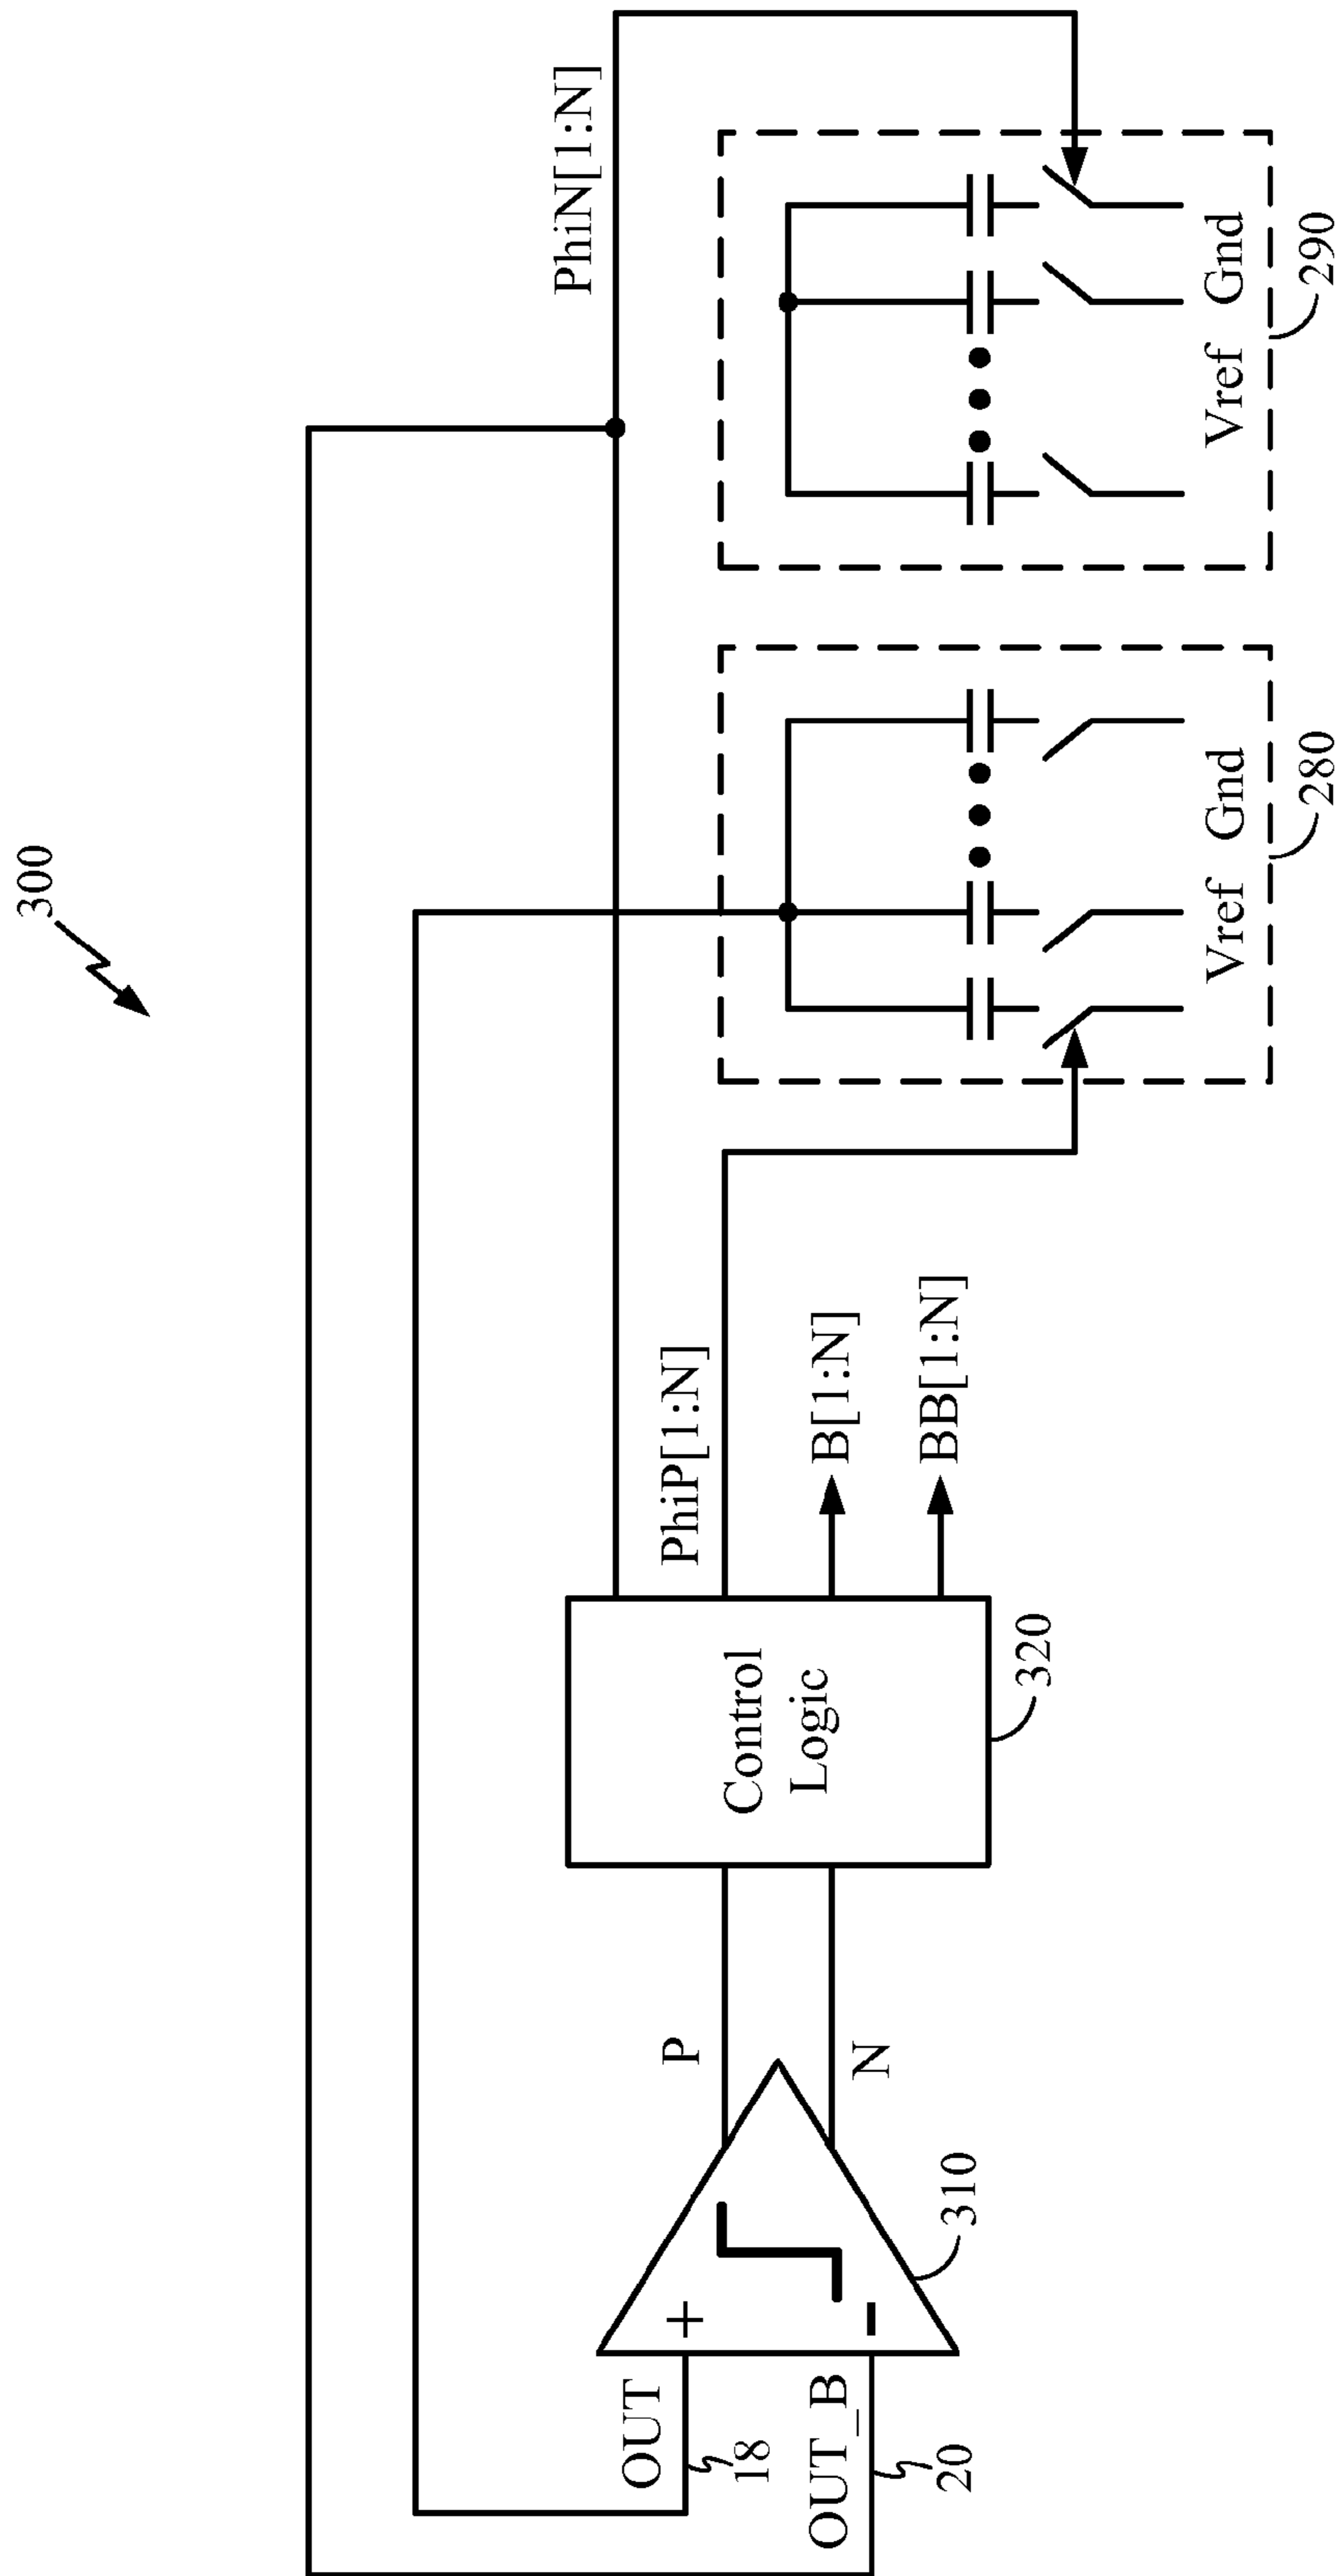 300
PhiN[1:N]
PhiP[1:N]
B[1:N]
BB[1:N]
Control
Logic
320
P
N
+
−
310
OUT
18
OUT_B
20
Vref Gnd
280
Vref Gnd
290